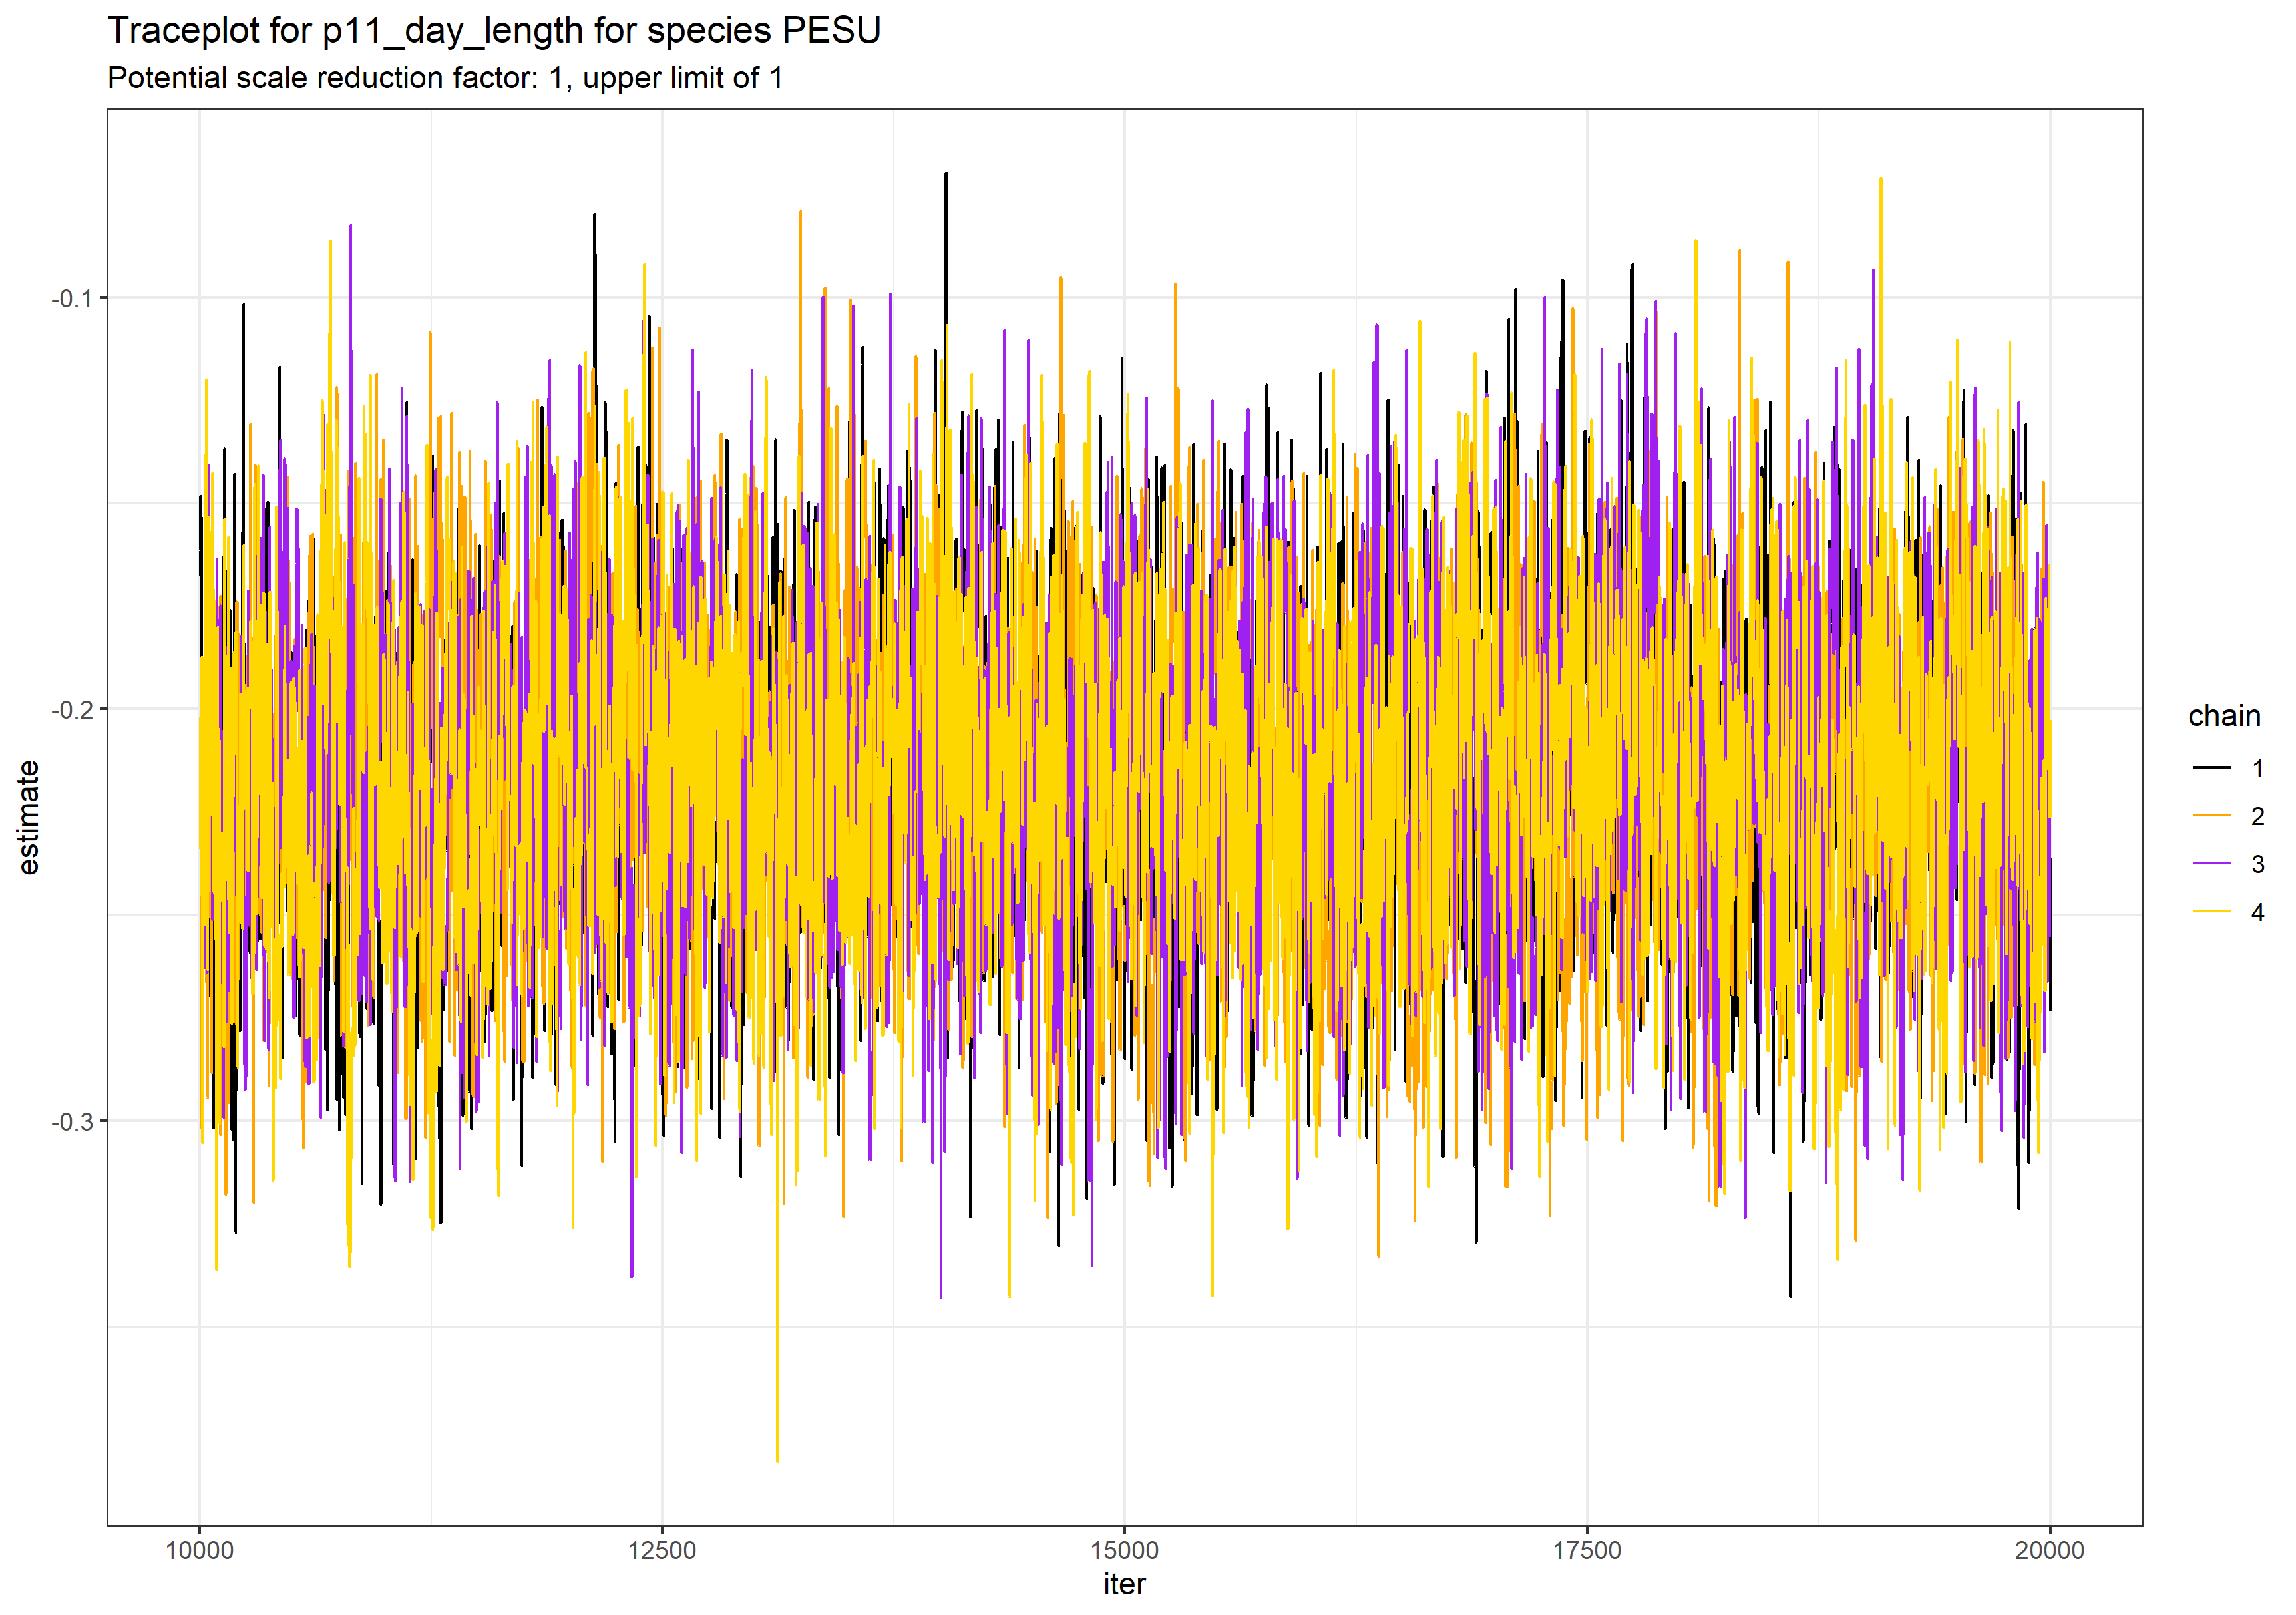 Traceplot for p11_day_length for species PESU
Potential scale reduction factor: 1, upper limit of 1
estimate
-0.1
-0.2
-0.3
10000
12500
15000
17500
20000
iter
chain
1
2
3
4